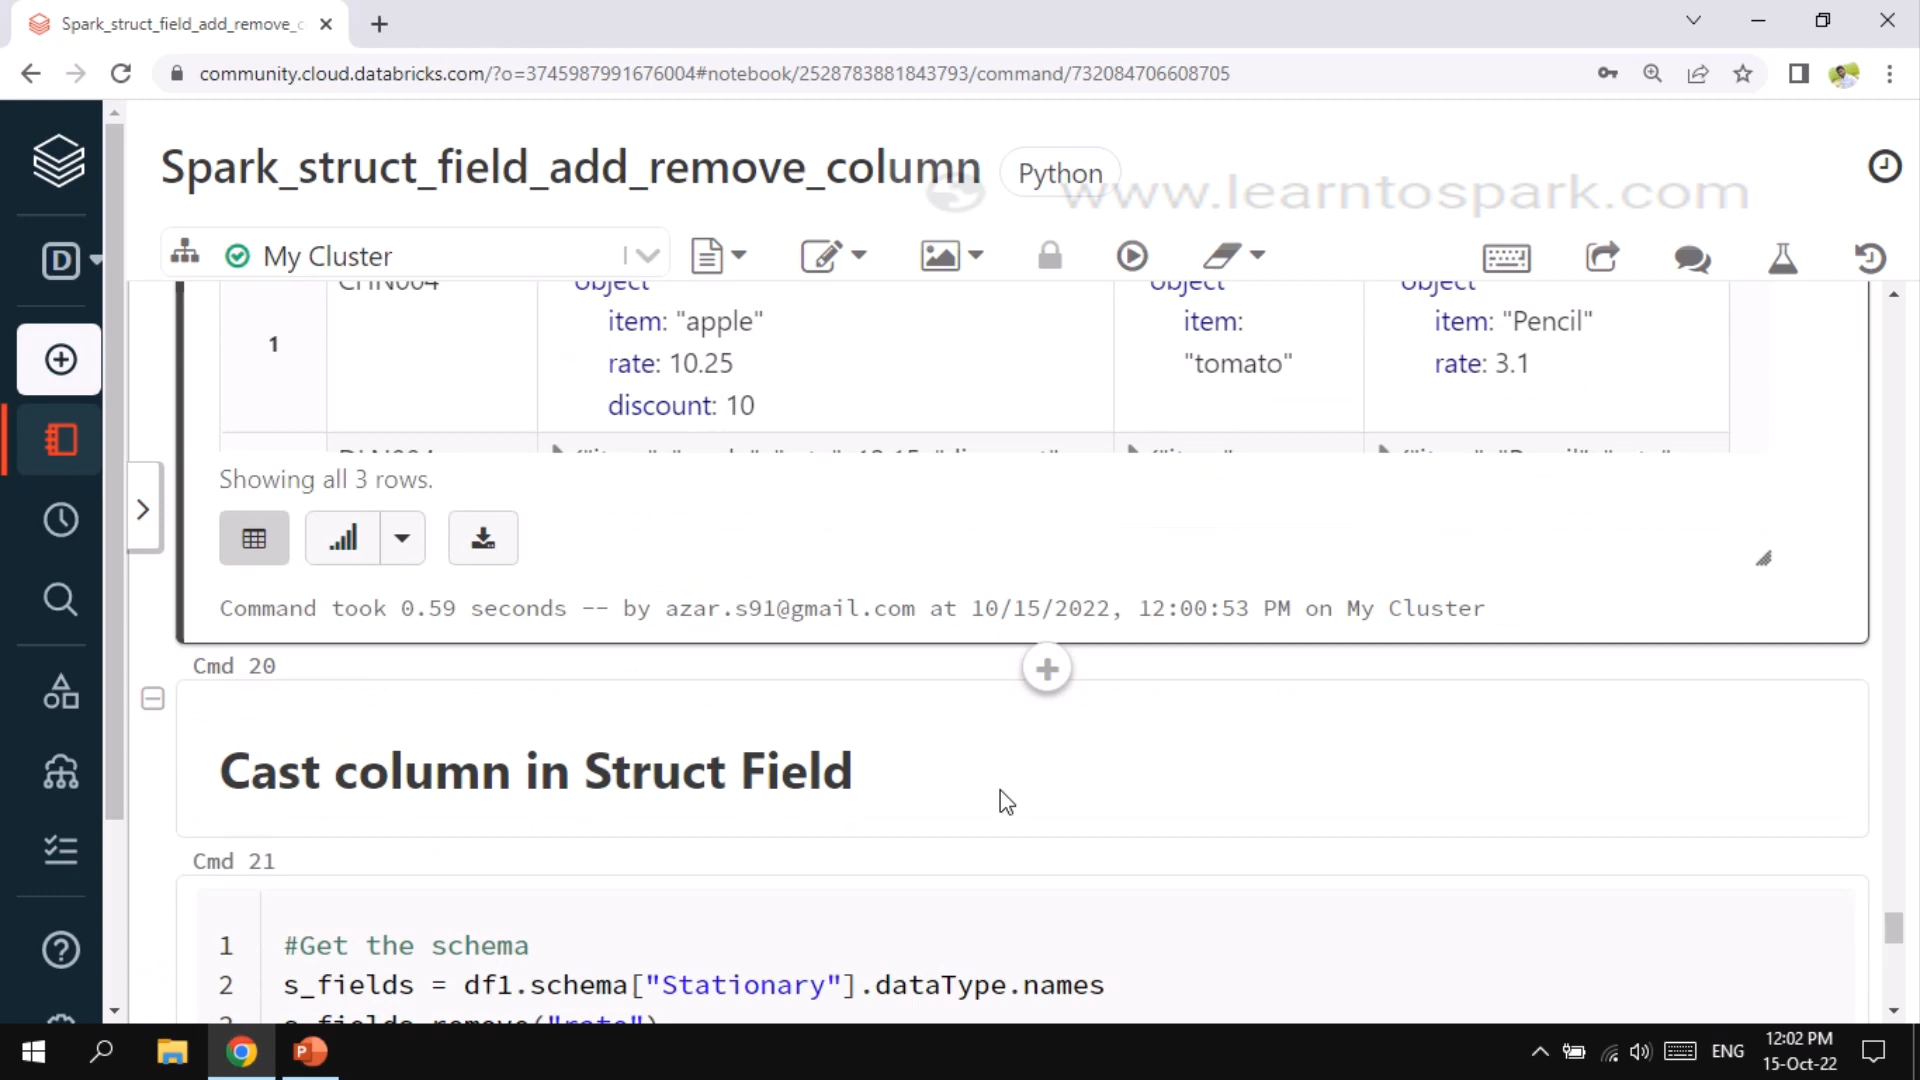 Spark_struct_field_add_remove_c
community.cloud.databricks.com/?o=3745987991676004#notebook/2528783881843793/command/732084706608705
Spark_struct_field_add_remove_column
Python
www.learntospark.com
D
My Cluster
CHN004
object
object
object
1
item: "apple"
item:
item: "Pencil"
rate: 10.25
"tomato"
rate: 3.1
discount: 10
Showing all 3 rows.
Command took 0.59 seconds -- by azar.s91@gmail.com at 10/15/2022, 12:00:53 PM on My Cluster
Cmd 20
Cast column in Struct Field
Cmd 21
1 #Get the schema
2 s_fields = df1.schema["Stationary"].dataType.names
ENG
12:02 PM
15-Oct-22